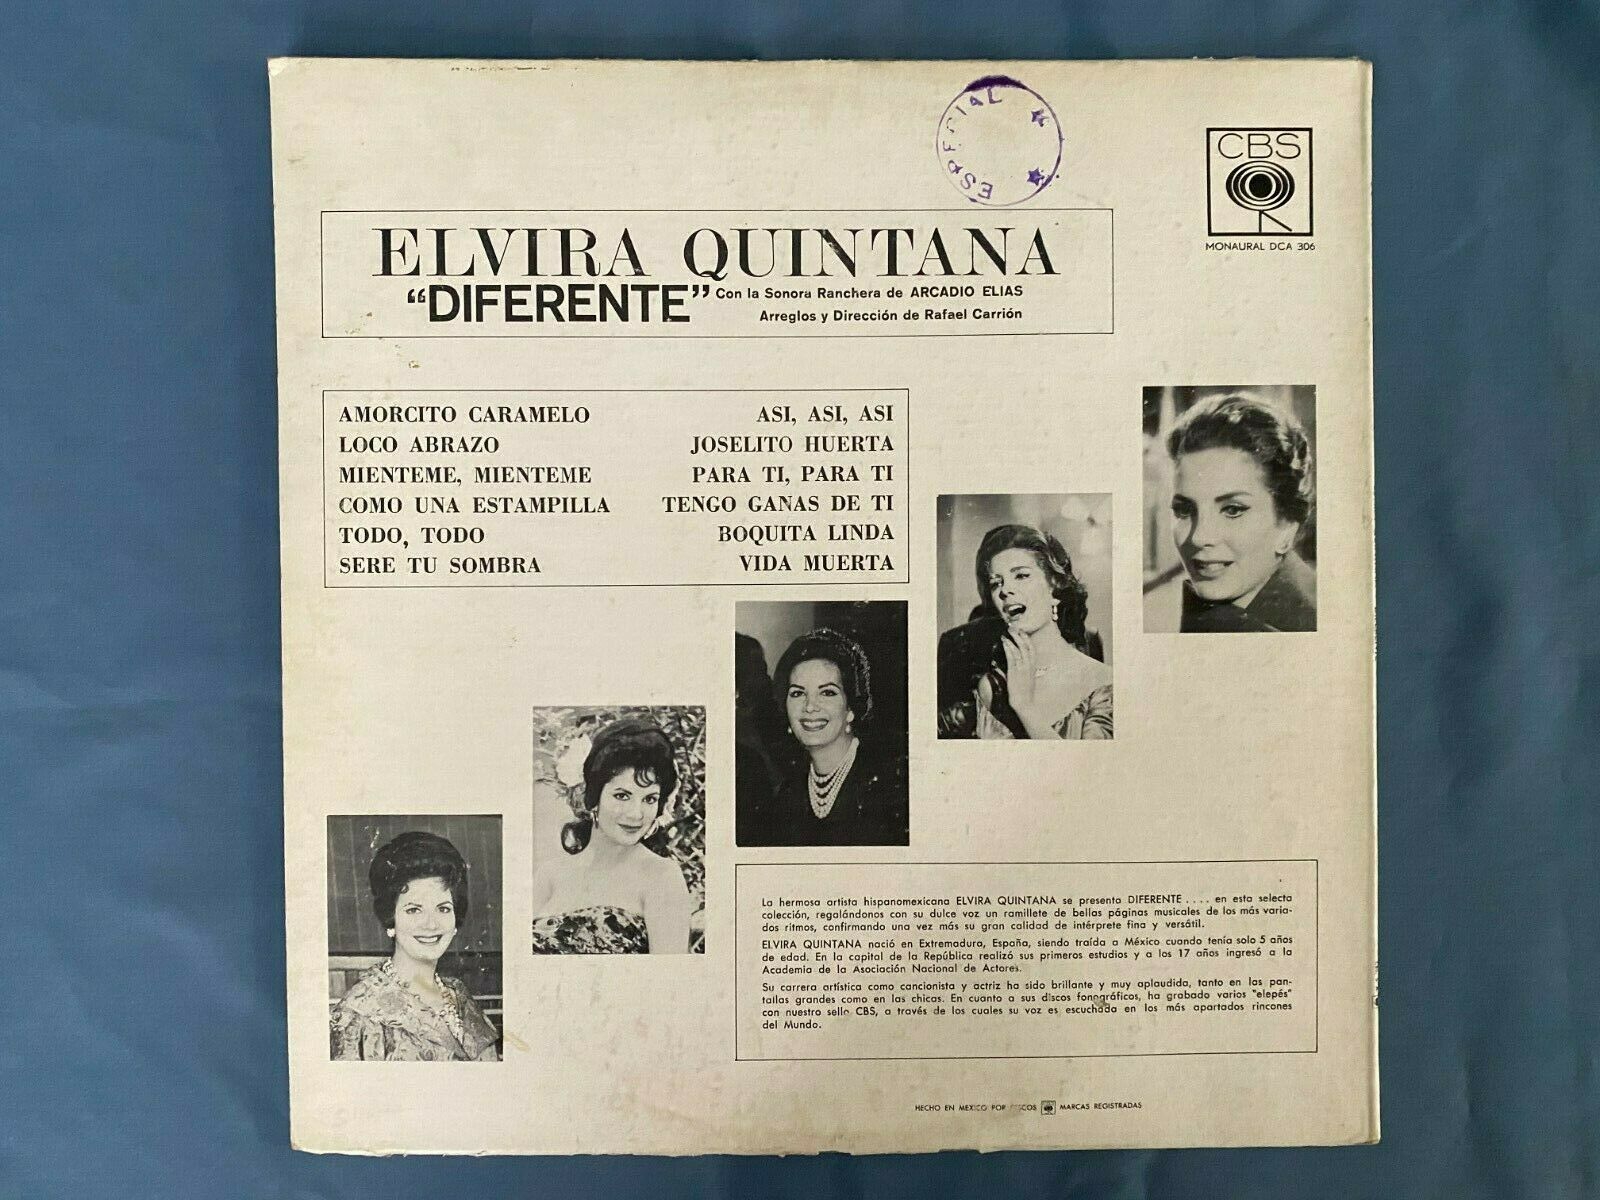 ESPECIAL
CBS
MONAURAL DCA 306
ELVIRA QUINTANA
“DIFERENTE” Con la Sonora Ranchera de ARCADIO ELIAS
Arreglos y Dirección de Rafael Carrión
AMORCITO CARAMELO
LOCO ABRAZO
MIENTEME, MIENTEME
COMO UNA ESTAMPILLA
TODO, TODO
SERE TU SOMBRA
ASI, ASI, ASI
JOSELITO HUERTA
PARA TI, PARA TI
TENGO GANAS DE TI
BOQUITA LINDA
VIDA MUERTA
La hermosa artista hispanomexicana ELVIRA QUINTANA se presenta DIFERENTE .... en esta selecta
colección, regalándonos con su dulce voz un ramillete de bellas páginas musicales de los más varia-
dos ritmos, confirmando una vez más su gran calidad de intérprete fina y versátil.
ELVIRA QUINTANA nació en Extremadura, España, siendo traída a México cuando tenía solo 5 años
de edad. En la capital de la República realizó sus primeros estudios y a los 17 años ingresó a la
Academia de la Asociación Nacional de Actores.
Su carrera artística como cancionista y actriz ha sido brillante y muy aplaudida, tanto en las pan-
tallas grandes como en las chicas. En cuanto a sus discos fonográficos, ha grabado varios "elepés"
con nuestro sello CBS, a través de los cuales su voz es escuchada en los más apartados rincones
del Mundo.
HECHO EN MEXICO POR DISCOS MARCAS REGISTRADAS